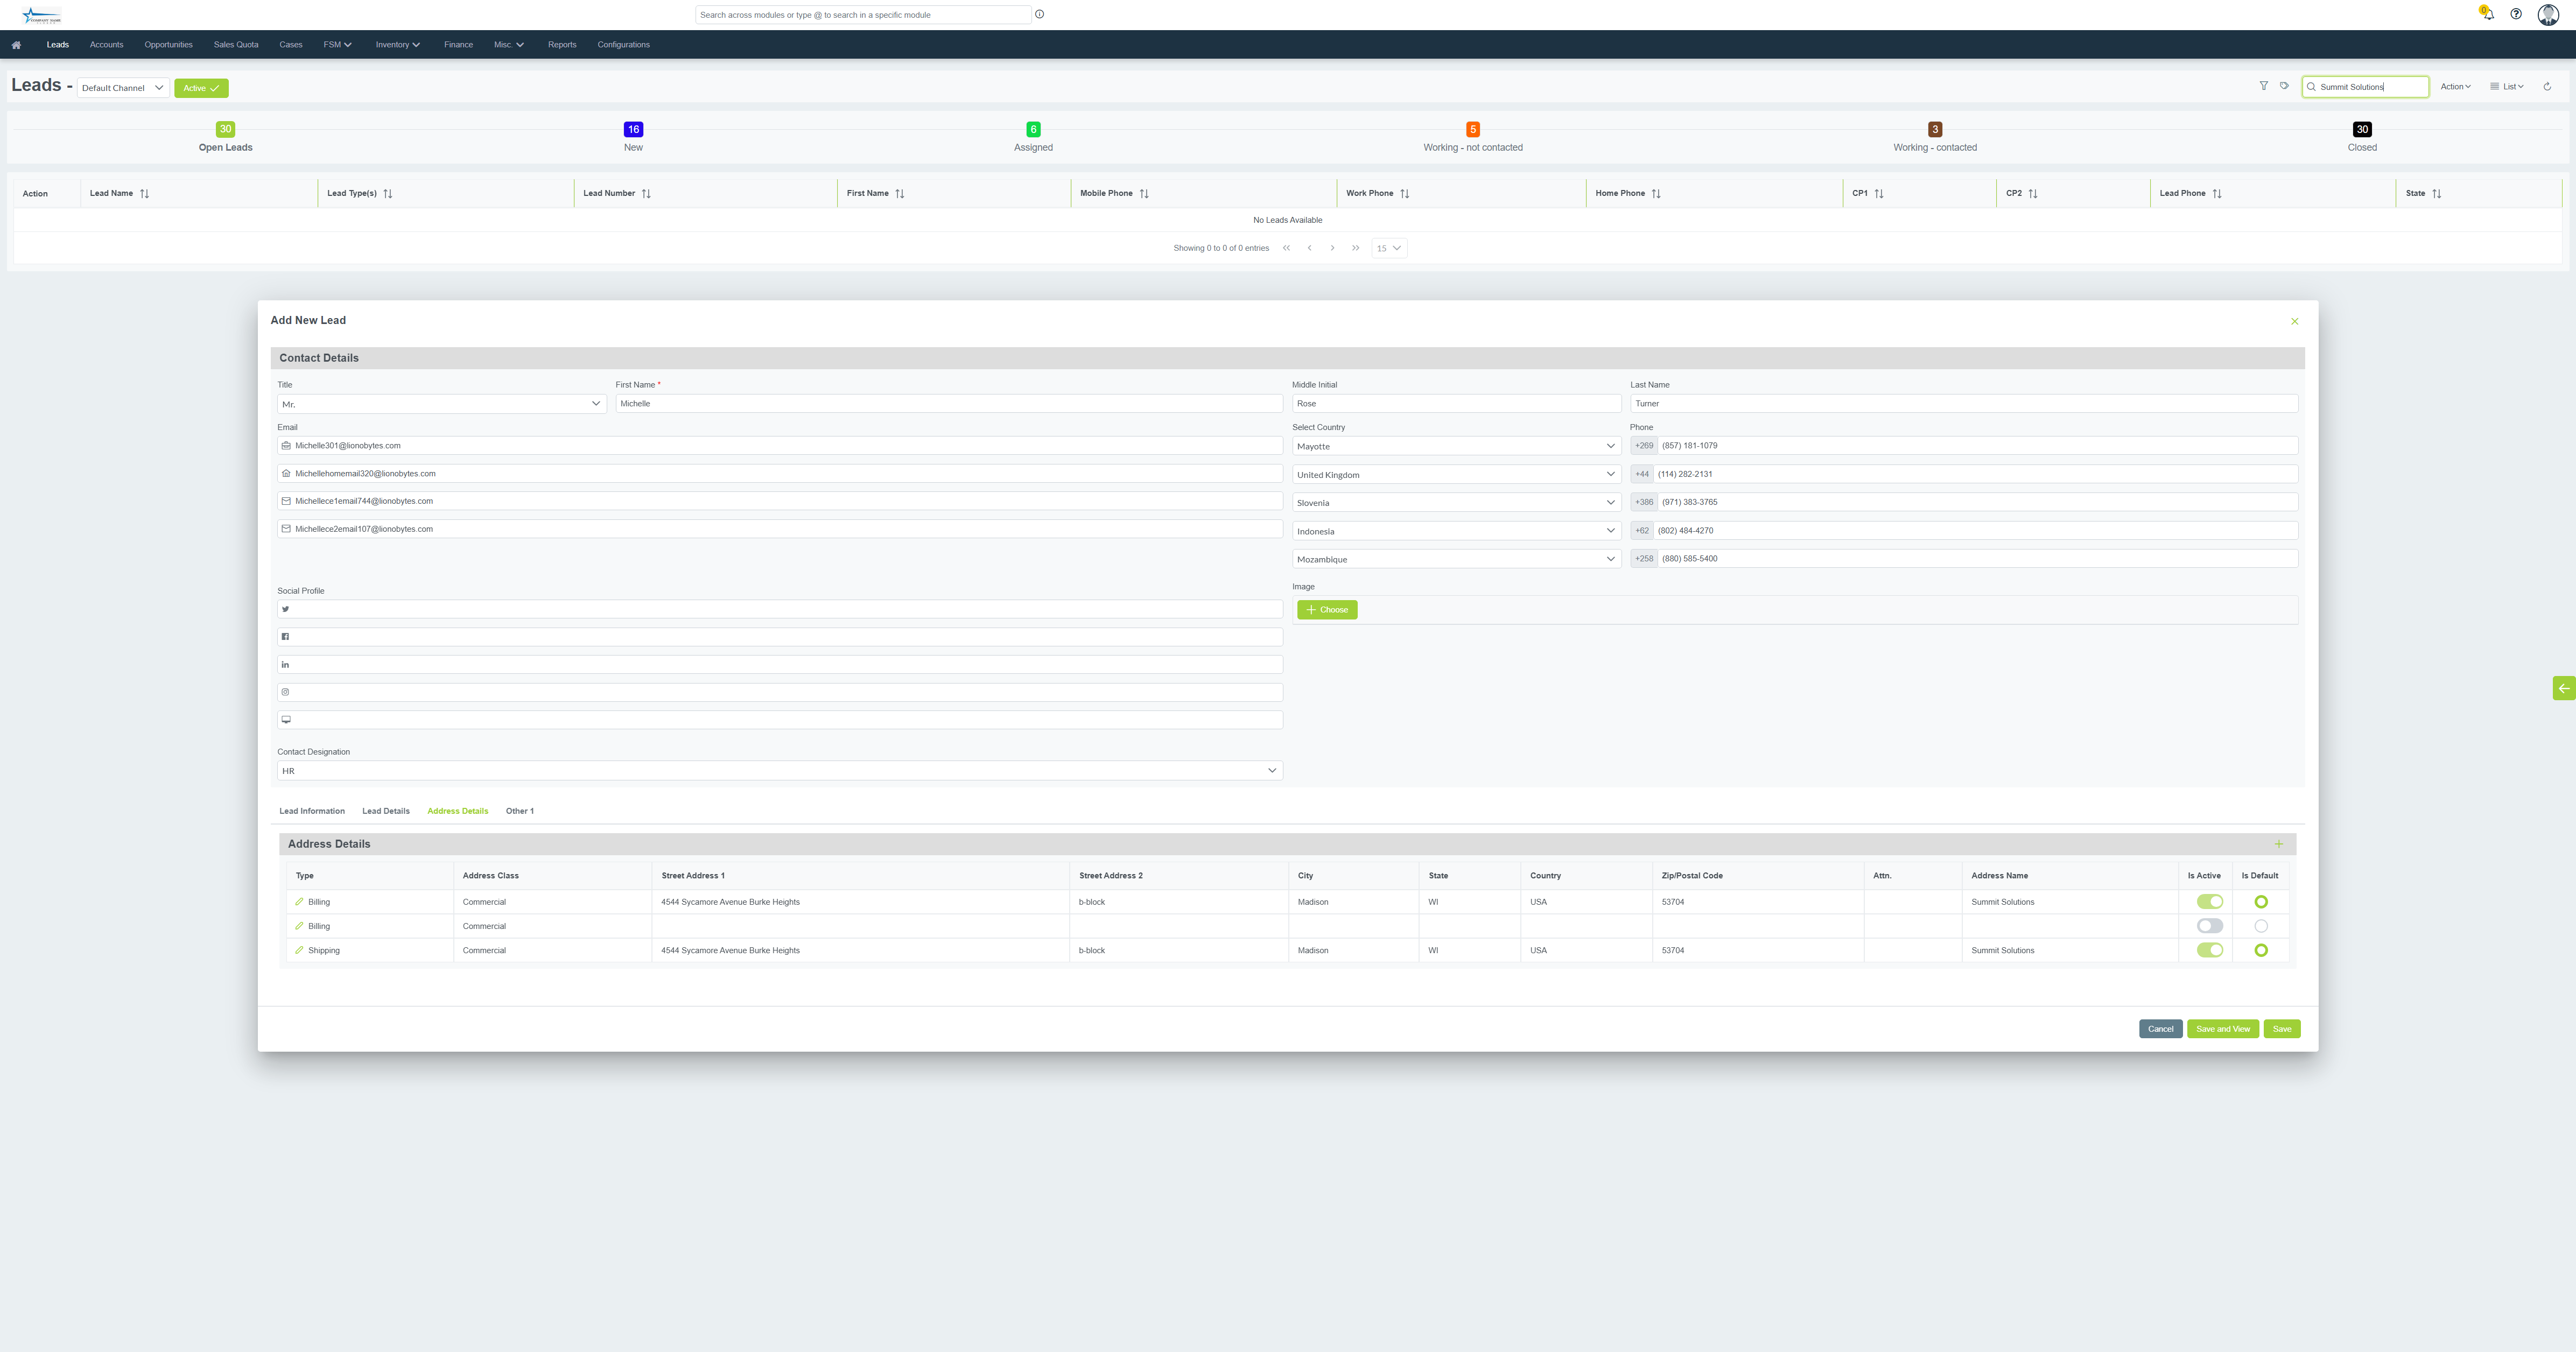 COMPANY NAME
Search across modules or type @ to search in a specific module
0
Leads Accounts Opportunities Sales Quota Cases FSM Inventory Finance Misc. Reports Configurations
Leads - Default Channel Active Summit Solutions Action List
30 16 6 5 3 30
Open Leads New Assigned Working - not contacted Working - contacted Closed
Action Lead Name Lead Type(s) Lead Number First Name Mobile Phone Work Phone Home Phone CP1 CP2 Lead Phone State
No Leads Available
Showing 0 to 0 of 0 entries 15
Add New Lead
Contact Details
Title First Name * Middle Initial Last Name
Mr. Michelle Rose Turner
Email Select Country Phone
Michelle301@lionobytes.com Mayotte +269 (857) 181-1079
Michellehomemail320@lionobytes.com United Kingdom +44 (114) 282-2131
Michellece1email744@lionobytes.com Slovenia +386 (971) 383-3765
Michellece2email107@lionobytes.com Indonesia +62 (802) 484-4270
Mozambique +258 (880) 585-5400
Social Profile Image
Choose
Contact Designation
HR
Lead Information Lead Details Address Details Other 1
Address Details
Type Address Class Street Address 1 Street Address 2 City State Country Zip/Postal Code Attn. Address Name Is Active Is Default
Billing Commercial 4544 Sycamore Avenue Burke Heights b-block Madison WI USA 53704 Summit Solutions
Billing Commercial
Shipping Commercial 4544 Sycamore Avenue Burke Heights b-block Madison WI USA 53704 Summit Solutions
Cancel Save and View Save